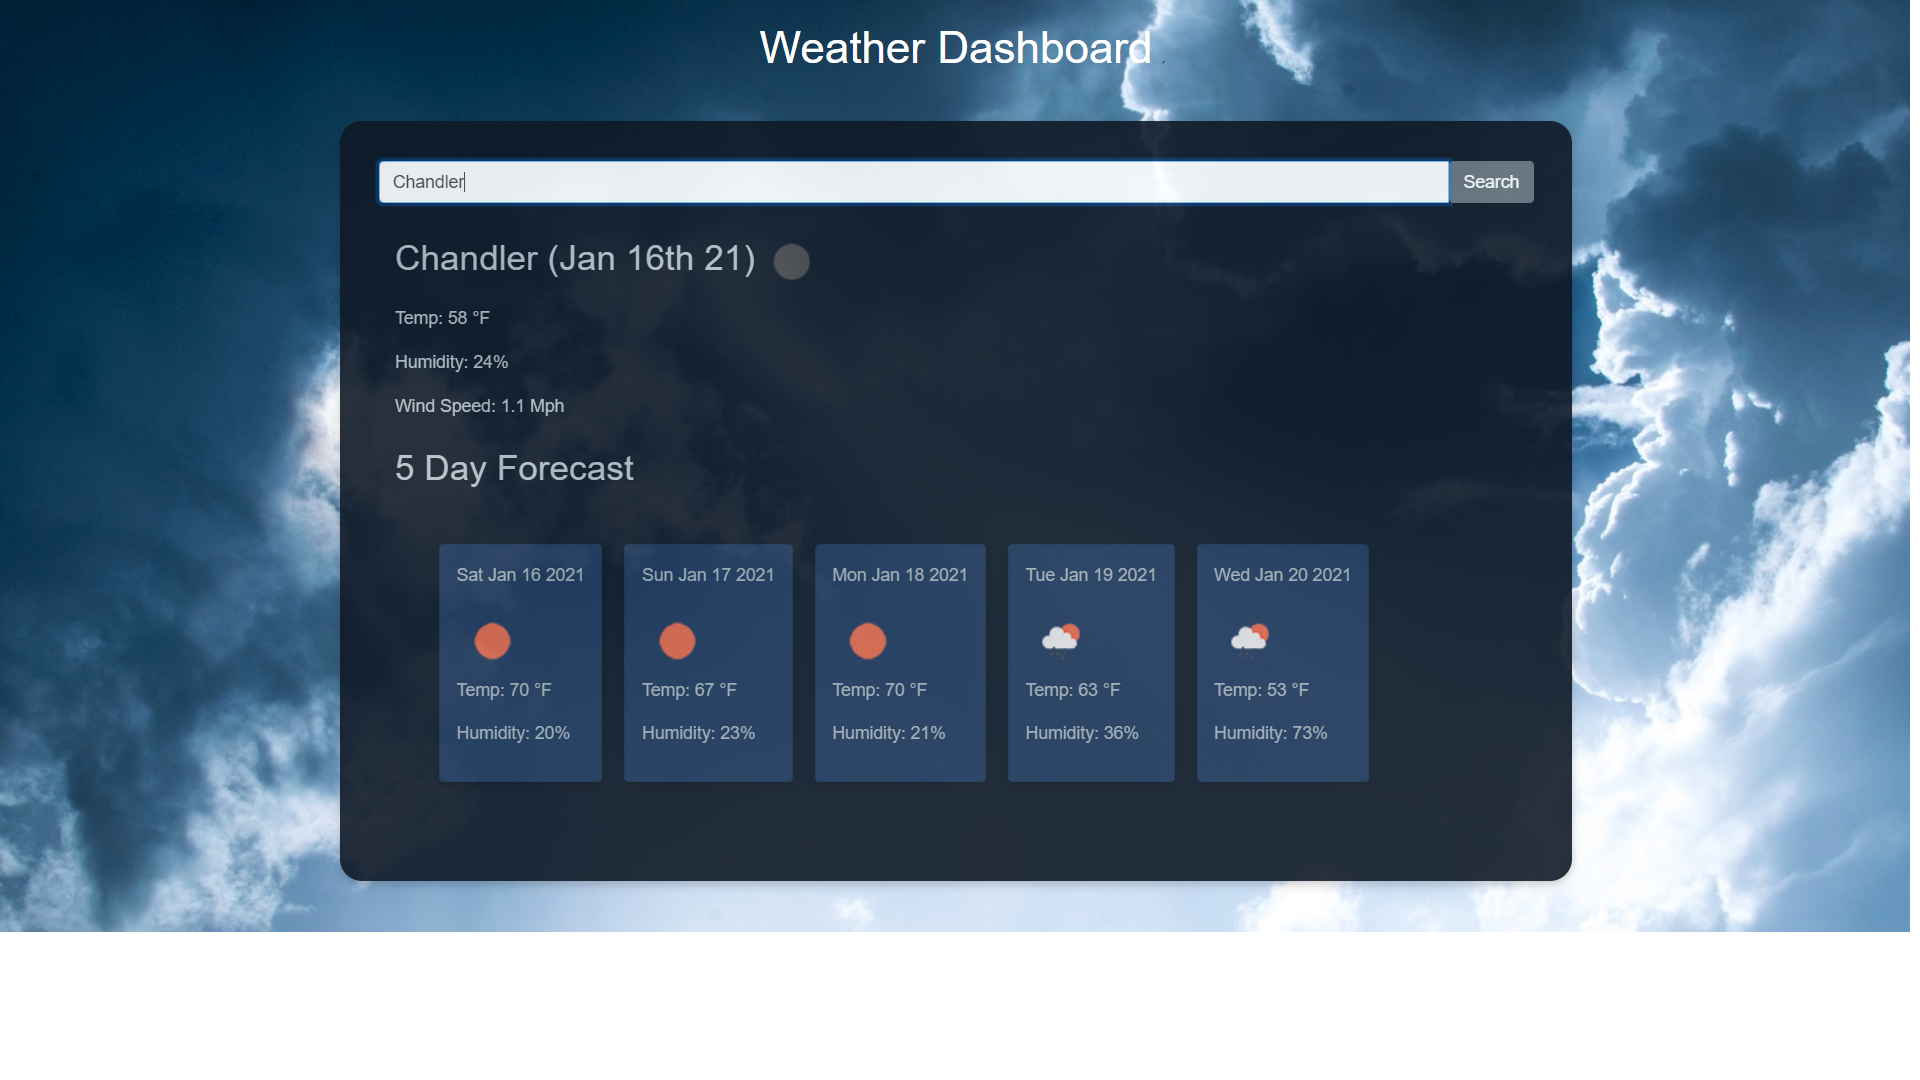 Weather Dashboard
Chandler
Search
Chandler (Jan 16th 21)
Temp: 58 °F
Humidity: 24%
Wind Speed: 1.1 Mph
5 Day Forecast
Sat Jan 16 2021
Temp: 70 °F
Humidity: 20%
Sun Jan 17 2021
Temp: 67 °F
Humidity: 23%
Mon Jan 18 2021
Temp: 70 °F
Humidity: 21%
Tue Jan 19 2021
Temp: 63 °F
Humidity: 36%
Wed Jan 20 2021
Temp: 53 °F
Humidity: 73%